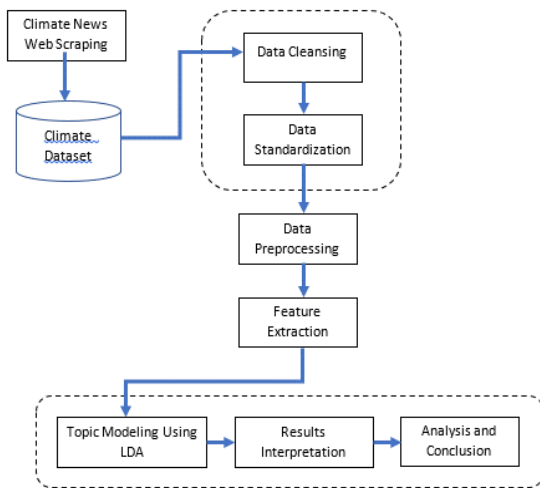 Climate News
Web Scraping
Climate
Dataset
Data Cleansing
Data
Standardization
Data
Preprocessing
Feature
Extraction
Topic Modeling Using
LDA
Results
Interpretation
Analysis and
Conclusion